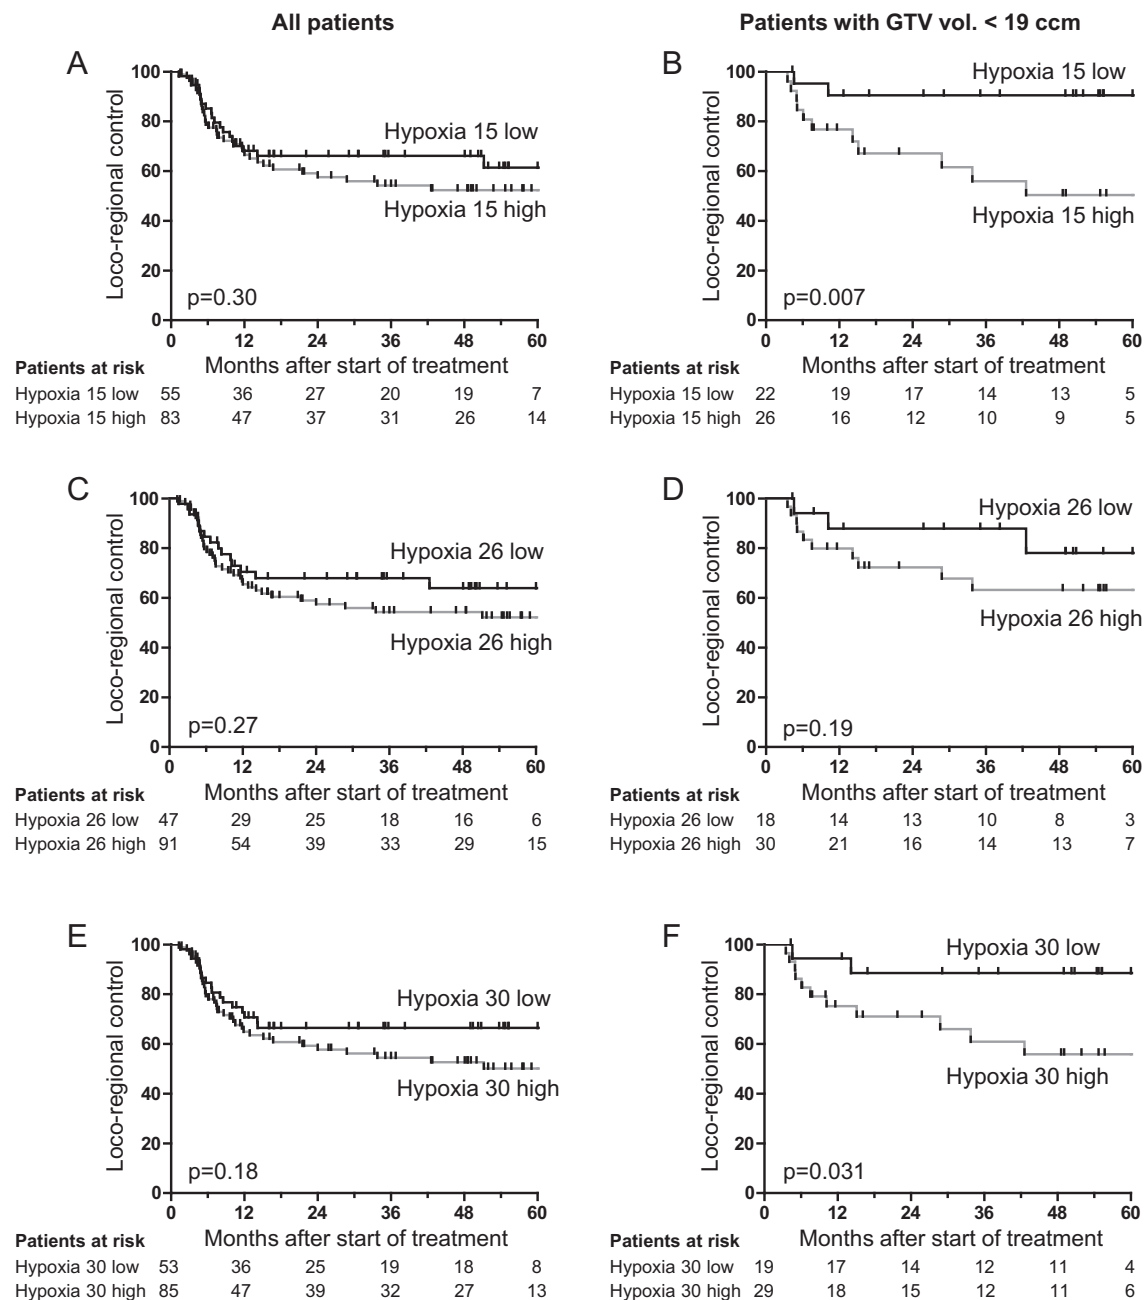 All patients
Patients with GTV vol. < 19 ccm
A
100
80
60
40
20
0
Loco-regional control
Hypoxia 15 low
Hypoxia 15 high
p=0.30
0 12 24 36 48 60
Months after start of treatment
Patients at risk
Hypoxia 15 low 55 36 27 20 19 7
Hypoxia 15 high 83 47 37 31 26 14
B
100
80
60
40
20
0
Loco-regional control
Hypoxia 15 low
Hypoxia 15 high
p=0.007
0 12 24 36 48 60
Months after start of treatment
Patients at risk
Hypoxia 15 low 22 19 17 14 13 5
Hypoxia 15 high 26 16 12 10 9 5
C
100
80
60
40
20
0
Loco-regional control
Hypoxia 26 low
Hypoxia 26 high
p=0.27
0 12 24 36 48 60
Months after start of treatment
Patients at risk
Hypoxia 26 low 47 29 25 18 16 6
Hypoxia 26 high 91 54 39 33 29 15
D
100
80
60
40
20
0
Loco-regional control
Hypoxia 26 low
Hypoxia 26 high
p=0.19
0 12 24 36 48 60
Months after start of treatment
Patients at risk
Hypoxia 26 low 18 14 13 10 8 3
Hypoxia 26 high 30 21 16 14 13 7
E
100
80
60
40
20
0
Loco-regional control
Hypoxia 30 low
Hypoxia 30 high
p=0.18
0 12 24 36 48 60
Months after start of treatment
Patients at risk
Hypoxia 30 low 53 36 25 19 18 8
Hypoxia 30 high 85 47 39 32 27 13
F
100
80
60
40
20
0
Loco-regional control
Hypoxia 30 low
Hypoxia 30 high
p=0.031
0 12 24 36 48 60
Months after start of treatment
Patients at risk
Hypoxia 30 low 19 17 14 12 11 4
Hypoxia 30 high 29 18 15 12 11 6